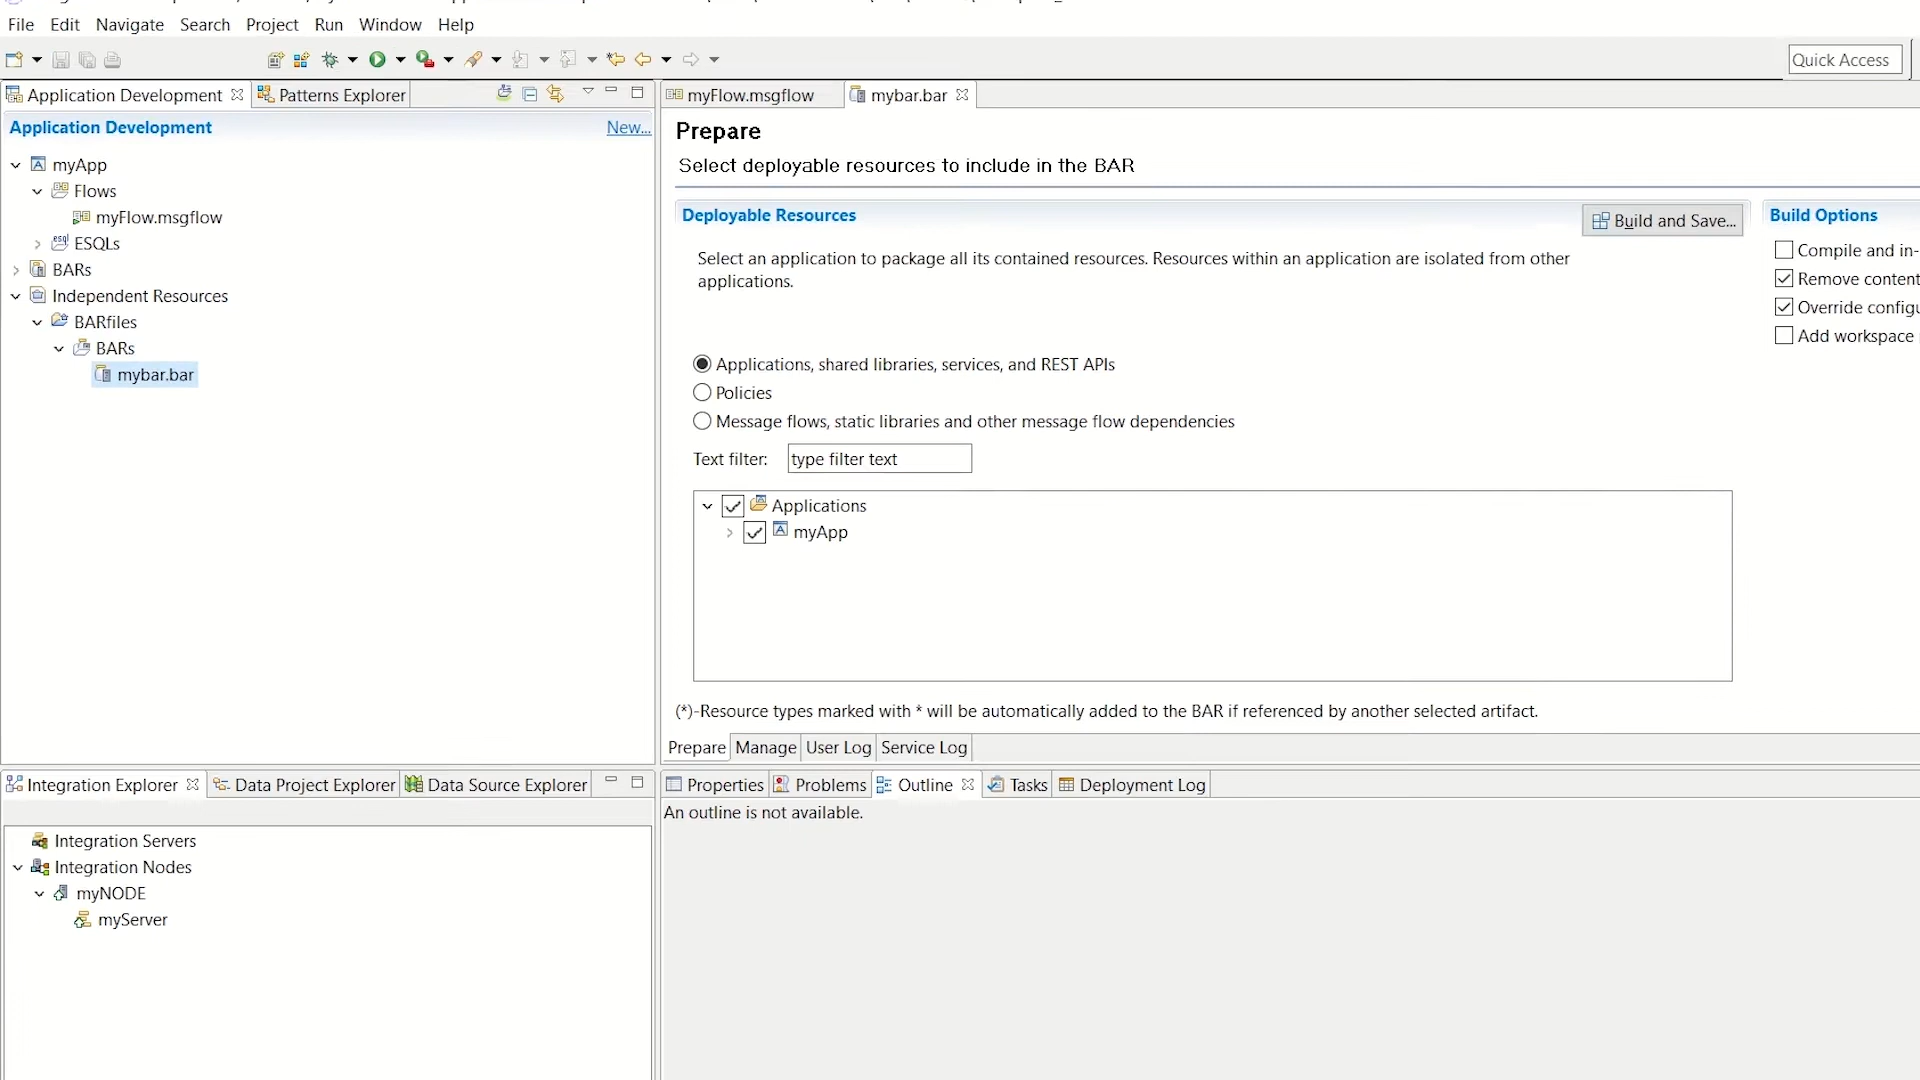 File Edit Navigate Search Project Run Window Help
Quick Access
Application Development Patterns Explorer
Application Development New...
myApp
Flows
myFlow.msgflow
ESQLs
BARs
Independent Resources
BARfiles
BARs
mybar.bar
myFlow.msgflow mybar.bar
Prepare
Select deployable resources to include in the BAR
Deployable Resources
Build and Save...
Select an application to package all its contained resources. Resources within an application are isolated from other
applications.
Applications, shared libraries, services, and REST APIs
Policies
Message flows, static libraries and other message flow dependencies
Text filter: type filter text
Applications
myApp
(*)-Resource types marked with * will be automatically added to the BAR if referenced by another selected artifact.
Prepare Manage User Log Service Log
Build Options
Compile and in-
Remove content
Override configu
Add workspace
Integration Explorer Data Project Explorer Data Source Explorer
Integration Servers
Integration Nodes
myNODE
myServer
Properties Problems Outline Tasks Deployment Log
An outline is not available.